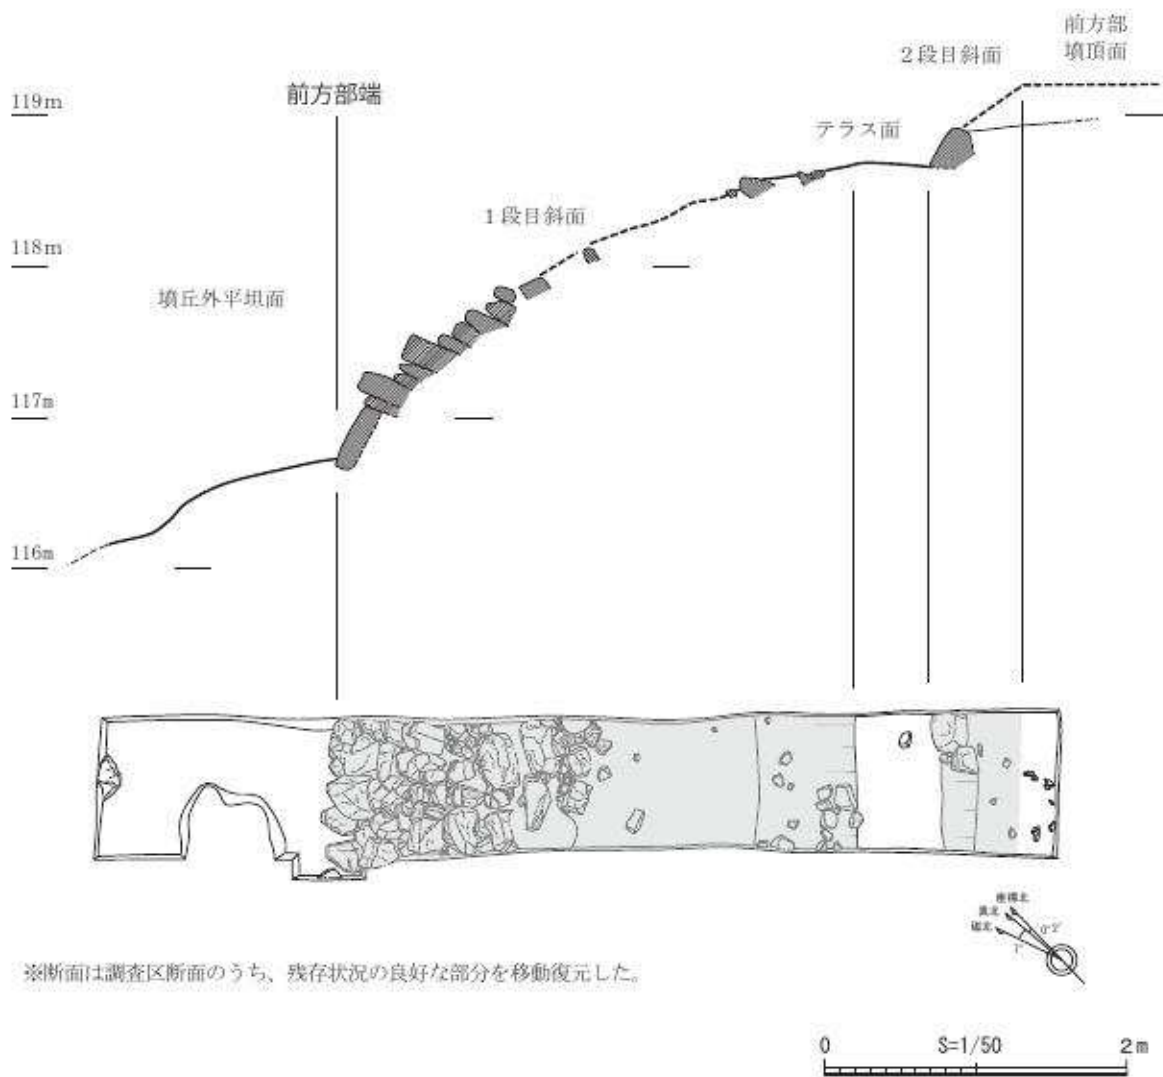 前方部
墳頂面
2段目斜面
119m
前方部端
テラス面
1段目斜面
118m
墳丘外平坦面
117m
116m
座標北
真北
磁北
0°2'
7°
※断面は調査区断面のうち、残存状況の良好な部分を移動復元した。
0 S=1/50 2m